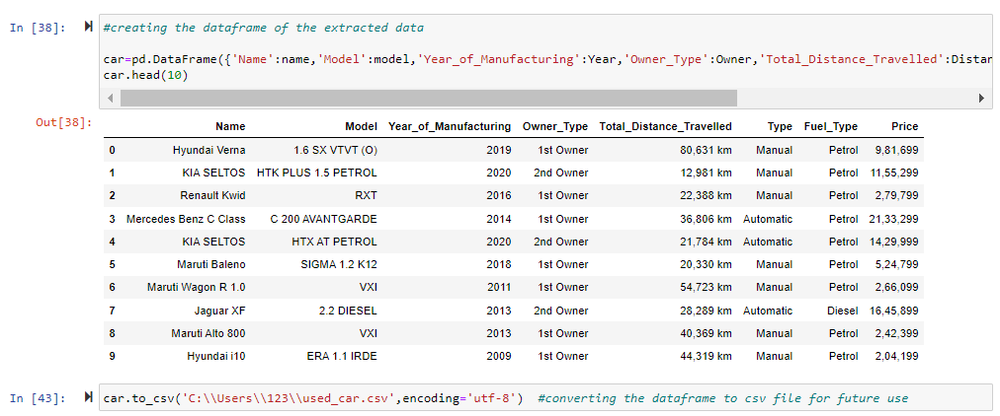 In [38]: #creating the dataframe of the extracted data
car=pd.DataFrame({'Name':name,'Model':model,'Year_of_Manufacturing':Year,'Owner_Type':Owner,'Total_Distance_Travelled':Distan
car.head(10)
Out[38]:
Name Model Year_of_Manufacturing Owner_Type Total_Distance_Travelled Type Fuel_Type Price
0 Hyundai Verna 1.6 SX VTVT (O) 2019 1st Owner 80,631 km Manual Petrol 9,81,699
1 KIA SELTOS HTK PLUS 1.5 PETROL 2020 2nd Owner 12,981 km Manual Petrol 11,55,299
2 Renault Kwid RXT 2016 1st Owner 22,388 km Manual Petrol 2,79,799
3 Mercedes Benz C Class C 200 AVANTGARDE 2014 1st Owner 36,806 km Automatic Petrol 21,33,299
4 KIA SELTOS HTX AT PETROL 2020 2nd Owner 21,784 km Automatic Petrol 14,29,999
5 Maruti Baleno SIGMA 1.2 K12 2018 1st Owner 20,330 km Manual Petrol 5,24,799
6 Maruti Wagon R 1.0 VXI 2011 1st Owner 54,723 km Manual Petrol 2,66,099
7 Jaguar XF 2.2 DIESEL 2013 2nd Owner 28,289 km Automatic Diesel 16,45,899
8 Maruti Alto 800 VXI 2013 1st Owner 40,369 km Manual Petrol 2,42,399
9 Hyundai i10 ERA 1.1 IRDE 2009 1st Owner 44,319 km Manual Petrol 2,04,199
In [43]: car.to_csv('C:\\Users\\123\\used_car.csv',encoding='utf-8') #converting the dataframe to csv file for future use